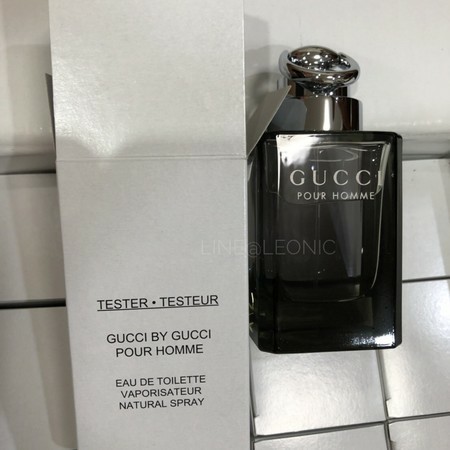 GUCCI
POUR HOMME
LINE@LEONIC
TESTER • TESTEUR
GUCCI BY GUCCI
POUR HOMME
EAU DE TOILETTE
VAPORISATEUR
NATURAL SPRAY